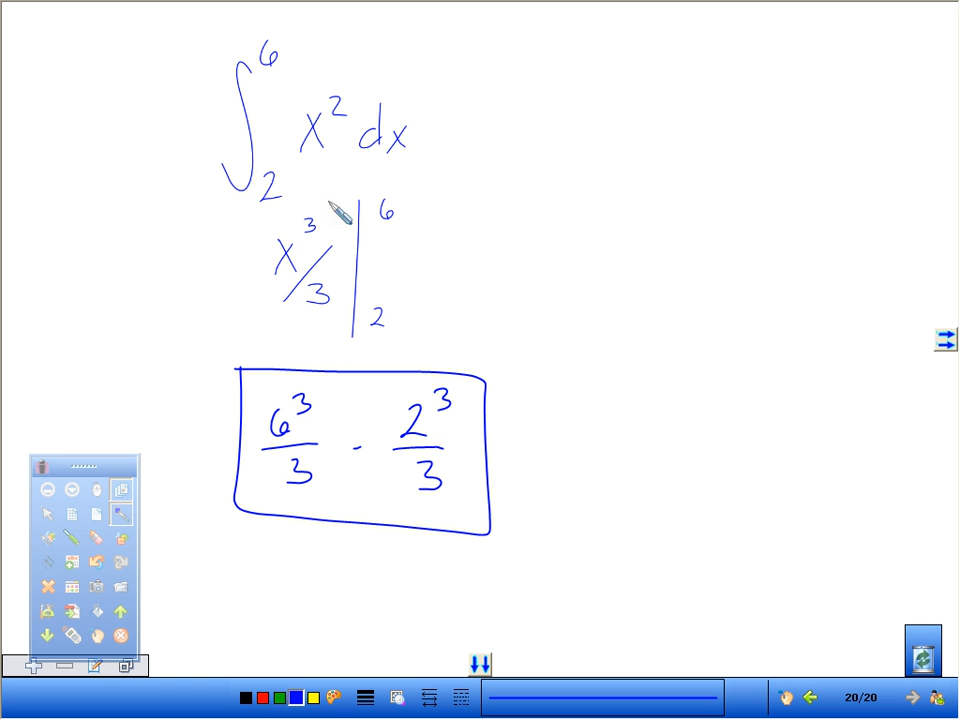 ∫₂⁶ x² dx
x³/3 |₂⁶
6³/3 - 2³/3
20/20